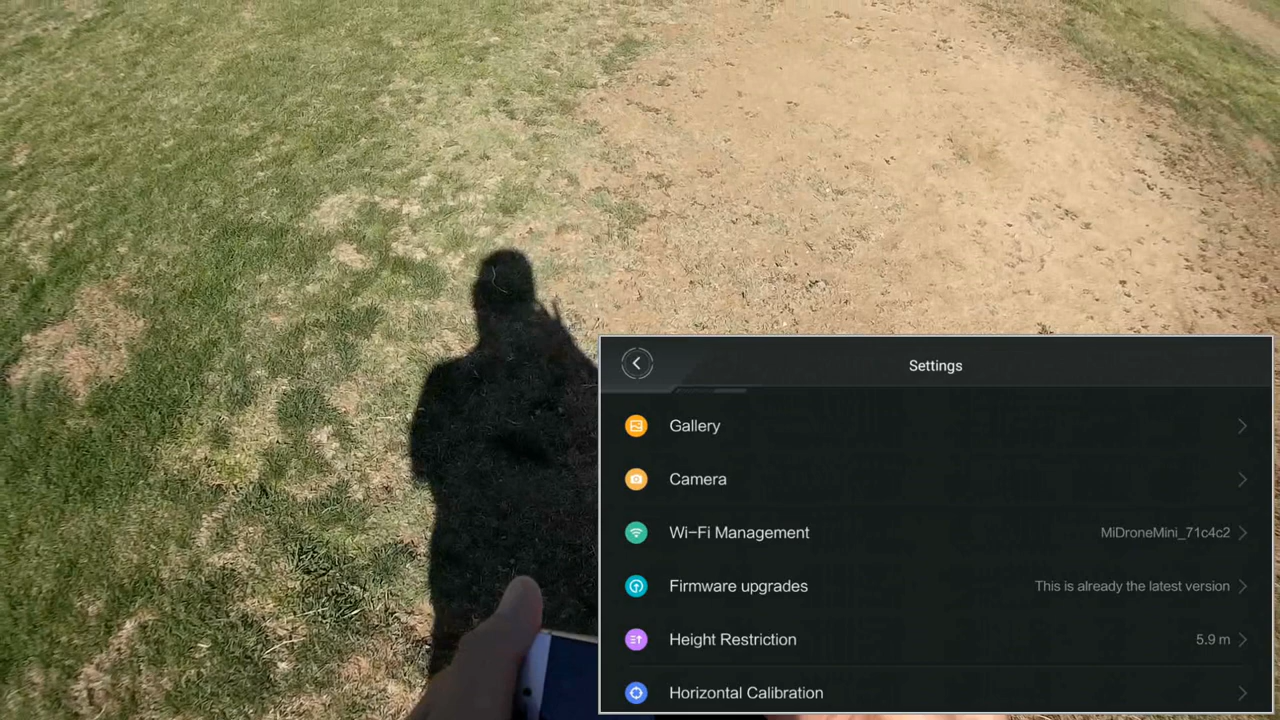 Settings
Gallery
Camera
Wi-Fi Management MiDroneMini_71c4c2
Firmware upgrades This is already the latest version
Height Restriction 5.9 m
Horizontal Calibration